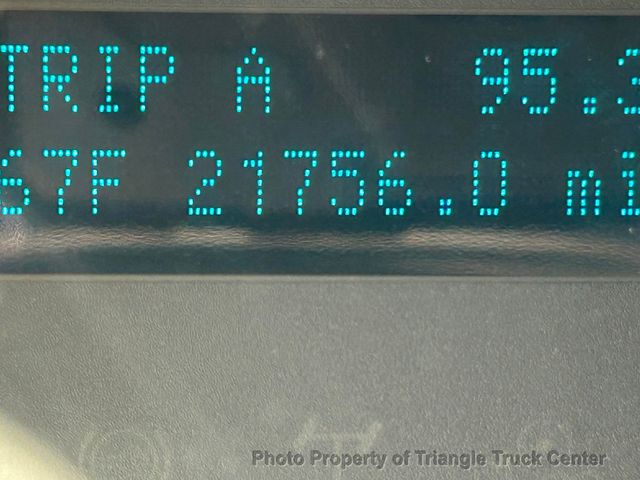 TRIP A 95.3
67F 21756.0 mi
Photo Property of Triangle Truck Center